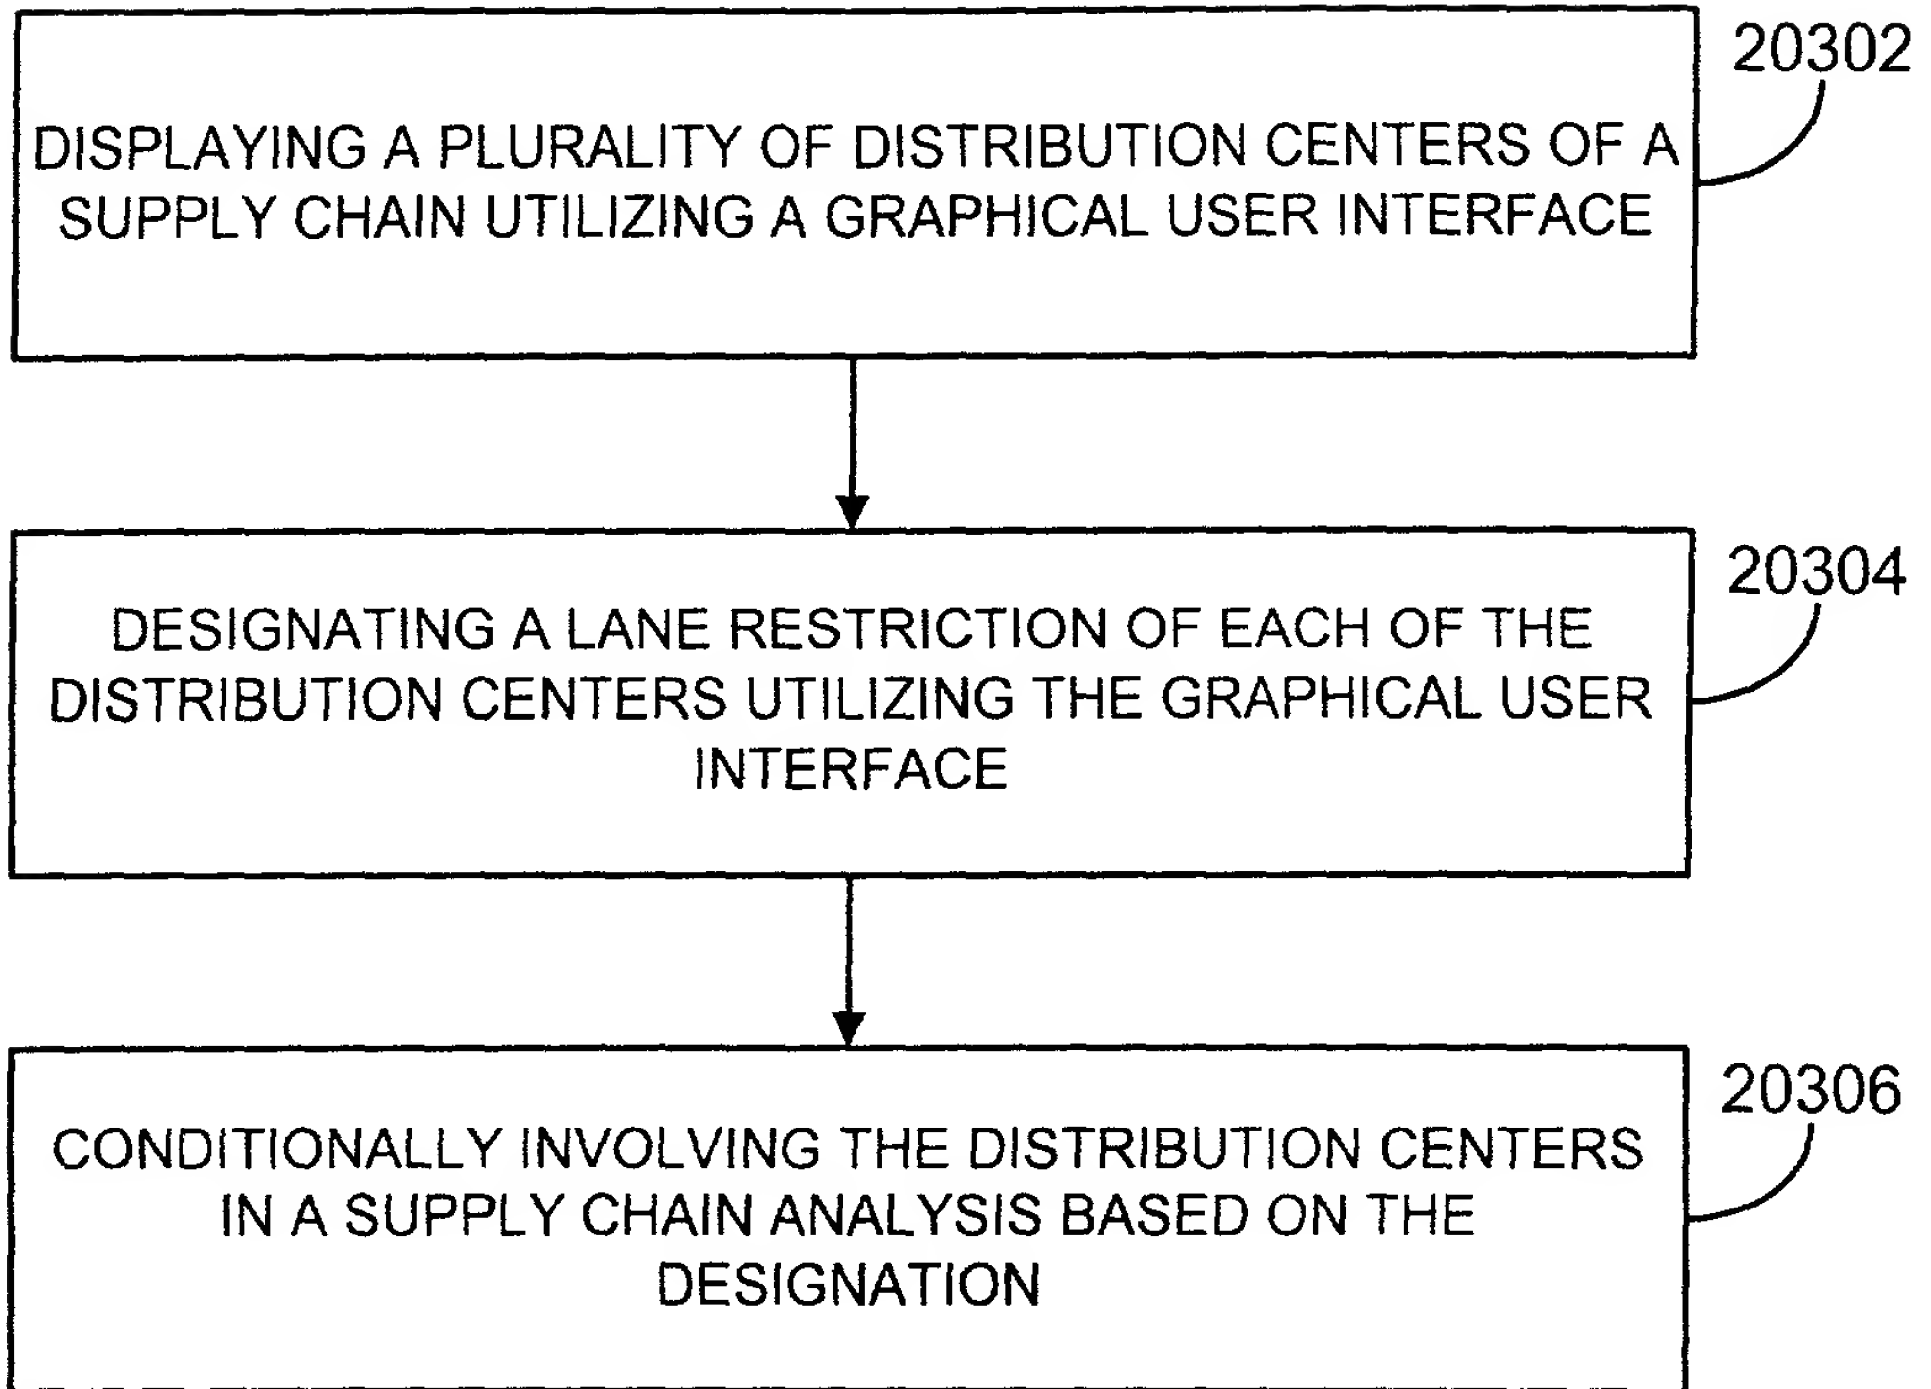 20302
DISPLAYING A PLURALITY OF DISTRIBUTION CENTERS OF A
SUPPLY CHAIN UTILIZING A GRAPHICAL USER INTERFACE
20304
DESIGNATING A LANE RESTRICTION OF EACH OF THE
DISTRIBUTION CENTERS UTILIZING THE GRAPHICAL USER
INTERFACE
20306
CONDITIONALLY INVOLVING THE DISTRIBUTION CENTERS
IN A SUPPLY CHAIN ANALYSIS BASED ON THE
DESIGNATION